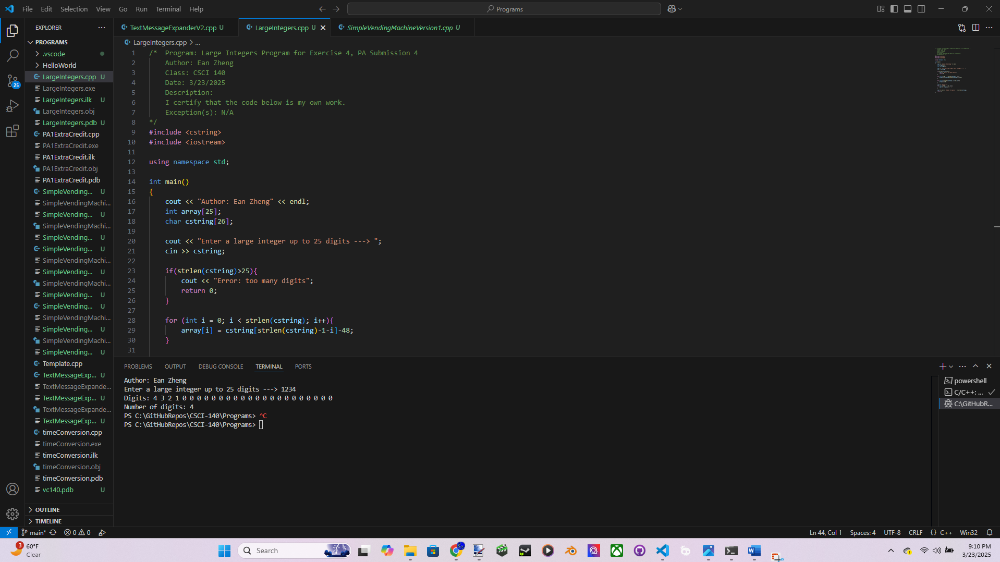 File Edit Selection View Go Run Terminal Help
Programs
EXPLORER
PROGRAMS
.vscode
HelloWorld
LargeIntegers.cpp U
LargeIntegers.exe
LargeIntegers.ilk U
LargeIntegers.obj
LargeIntegers.pdb U
PA1ExtraCredit.cpp
PA1ExtraCredit.exe
PA1ExtraCredit.ilk
PA1ExtraCredit.obj
PA1ExtraCredit.pdb
SimpleVending... U
SimpleVendingMachi...
SimpleVending... U
SimpleVendingMachi...
SimpleVending... U
SimpleVending... U
SimpleVendingMachi...
SimpleVending... U
SimpleVendingMachi...
SimpleVending... U
SimpleVending... U
SimpleVendingMachi...
SimpleVending... U
SimpleVendingMachi...
SimpleVending... U
Template.cpp
TextMessageExp... U
TextMessageExpande...
TextMessageExp... U
TextMessageExpande...
TextMessageExp... U
timeConversion.cpp
timeConversion.exe
timeConversion.ilk
timeConversion.obj
timeConversion.pdb
vc140.pdb U
OUTLINE
TIMELINE
25
TextMessageExpanderV2.cpp U LargeIntegers.cpp U SimpleVendingMachineVersion1.cpp U
LargeIntegers.cpp > ...
1 /* Program: Large Integers Program for Exercise 4, PA Submission 4
2 Author: Ean Zheng
3 Class: CSCI 140
4 Date: 3/23/2025
5 Description:
6 I certify that the code below is my own work.
7 Exception(s): N/A
8 */
9 #include <cstring>
10 #include <iostream>
11
12 using namespace std;
13
14 int main()
15 {
16 cout << "Author: Ean Zheng" << endl;
17 int array[25];
18 char cstring[26];
19
20 cout << "Enter a large integer up to 25 digits ---> ";
21 cin >> cstring;
22
23 if(strlen(cstring)>25){
24 cout << "Error: too many digits";
25 return 0;
26 }
27
28 for (int i = 0; i < strlen(cstring); i++){
29 array[i] = cstring[strlen(cstring)-1-i]-48;
30 }
31
PROBLEMS OUTPUT DEBUG CONSOLE TERMINAL PORTS
Author: Ean Zheng
Enter a large integer up to 25 digits ---> 1234
Digits: 4 3 2 1 0 0 0 0 0 0 0 0 0 0 0 0 0 0 0 0 0 0 0 0 0
Number of digits: 4
PS C:\GitHubRepos\CSCI-140\Programs> ^C
PS C:\GitHubRepos\CSCI-140\Programs>
powershell
C/C++: ...
C:\GitHubR...
main* 0 0
Ln 44, Col 1 Spaces: 4 UTF-8 CRLF {} C++ Win32
3
60°F
Clear
Search
9:10 PM
3/23/2025